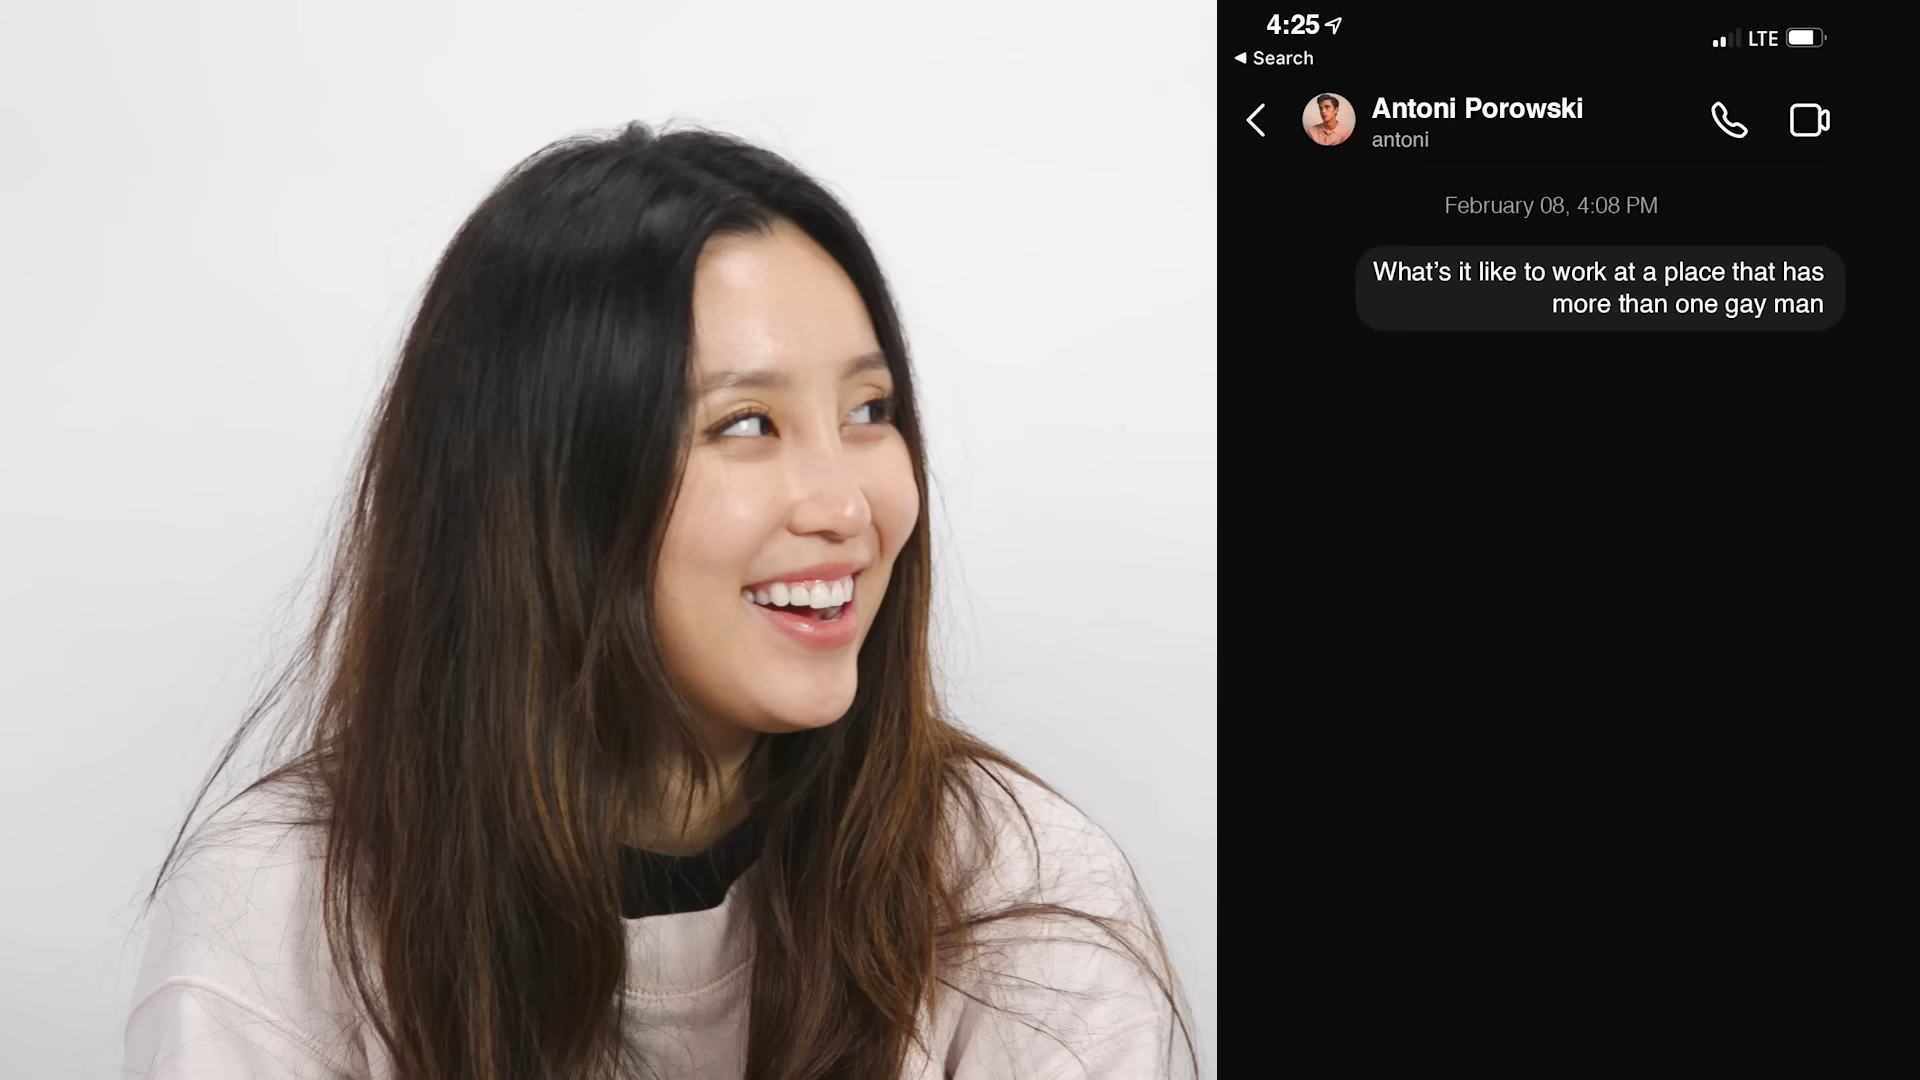 4:25
LTE
◀ Search
Antoni Porowski
antoni
February 08, 4:08 PM
What’s it like to work at a place that has
more than one gay man